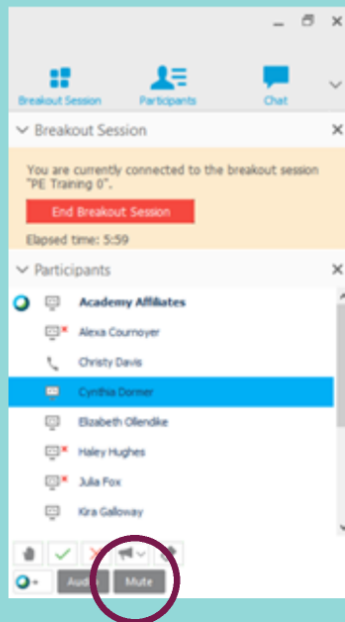 Breakout Session
Participants
Chat
Breakout Session
You are currently connected to the breakout session
"PE Training 0".
End Breakout Session
Elapsed time: 5:59
Participants
Academy Affiliates
Alexa Cournoyer
Christy Davis
Cynthia Dormer
Elizabeth Ollendike
Haley Hughes
Julia Fox
Kira Galloway
Audio
Mute